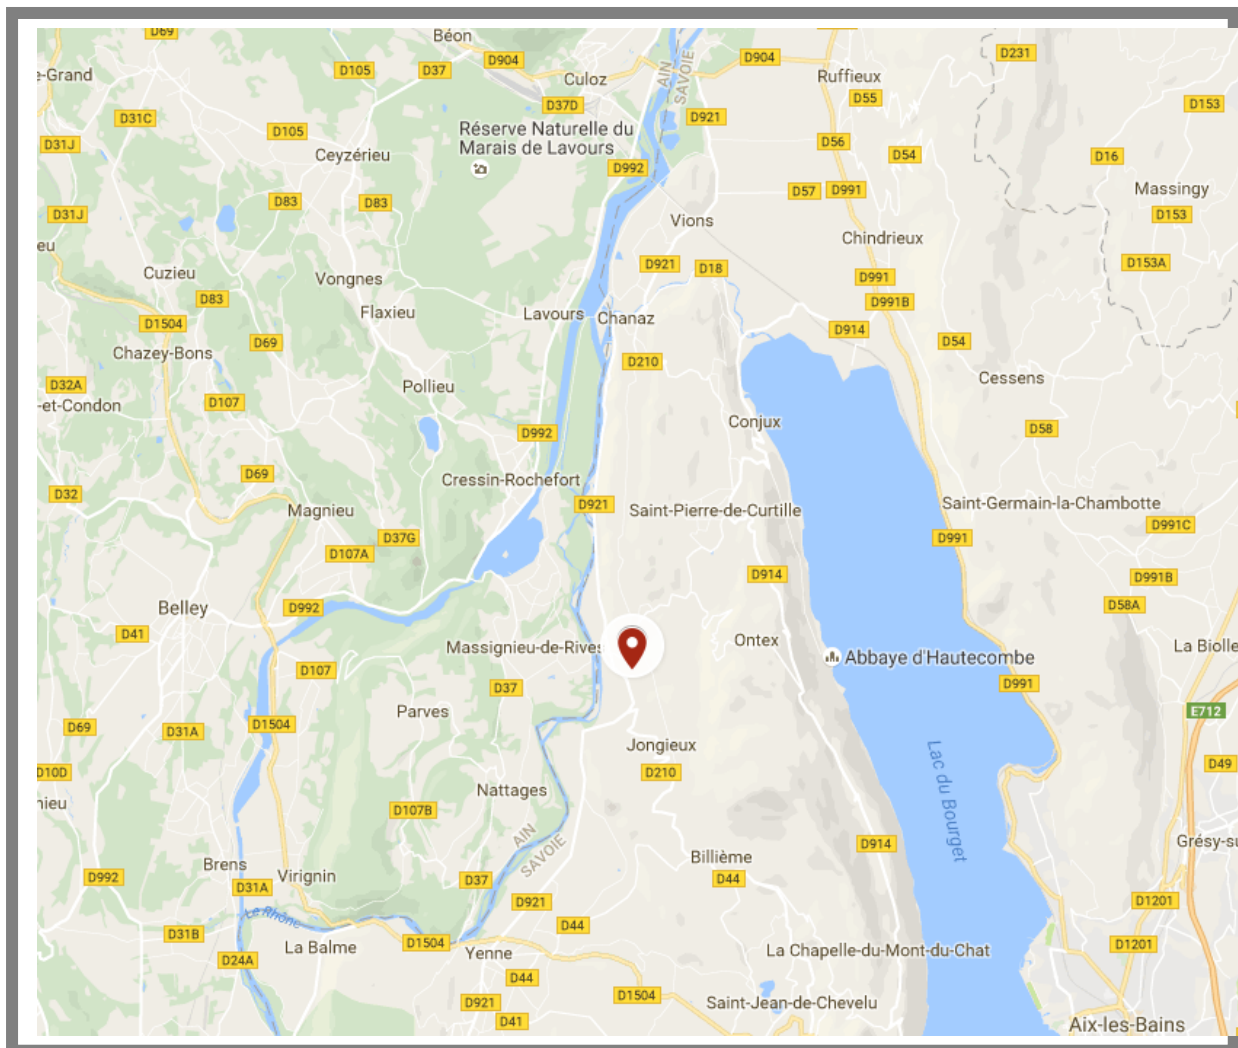 D69
Béon
D904
D231
D904
e-Grand
D105
D37
Culoz
AIN
SAVOIE
Ruffieux
D55
D31C
D37D
D921
D153
D105
Réserve Naturelle du
Marais de Lavours
D31J
Ceyzérieu
D992
D56
D54
D16
D57
D991
Massingy
D83
D83
D31J
Vions
D153
eu
Chindrieux
Cuzieu
Vongnes
D921
D18
D991
D153A
D83
Flaxieu
Lavours
Chanaz
D991B
D1504
D69
D914
D54
Chazey-Bons
D210
D32A
Pollieu
Cessens
-et-Condon
D107
Conjux
D992
D58
D69
Cressin-Rochefort
D32
Magnieu
D921
Saint-Pierre-de-Curtille
Saint-Germain-la-Chambotte
D991C
D37G
D991
D107A
D914
D991B
Belley
D992
D58A
D41
Massignieu-de-Rives
Ontex
Abbaye d'Hautecombe
La Biolle
D107
D37
D991
Parves
E712
D69
D31A
D1504
Jongieux
Lac du Bourget
D10D
D210
D49
Nattages
nieu
D107B
AIN
SAVOIE
D914
Grésy-su
Brens
Billième
D992
Virignin
D37
D44
D31A
D921
D1201
Le Rhône
D44
D31B
La Balme
D1504
Yenne
La Chapelle-du-Mont-du-Chat
D1201
D24A
D44
D921
D1504
Saint-Jean-de-Chevelu
D41
Aix-les-Bains